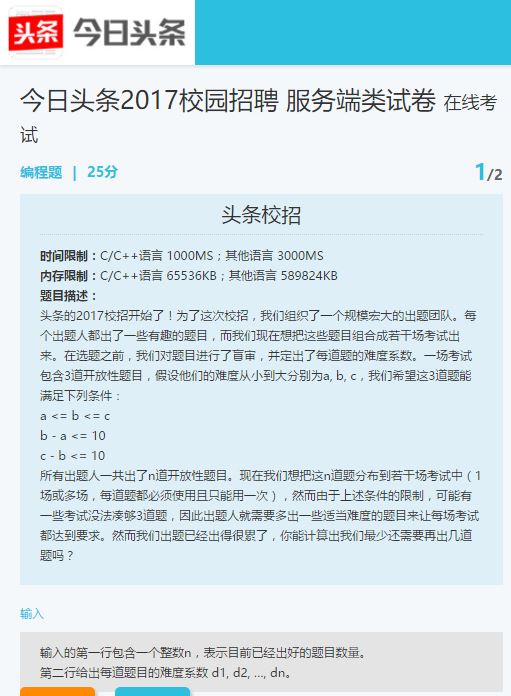 头条 今日头条
今日头条2017校园招聘 服务端类试卷 在线考
试
编程题 | 25分 1/2
头条校招
时间限制：C/C++语言 1000MS；其他语言 3000MS
内存限制：C/C++语言 65536KB；其他语言 589824KB
题目描述：
头条的2017校招开始了！为了这次校招，我们组织了一个规模宏大的出题团队。每
个出题人都出了一些有趣的题目，而我们现在想把这些题目组合成若干场考试出
来。在选题之前，我们对题目进行了盲审，并定出了每道题的难度系数。一场考试
包含3道开放性题目，假设他们的难度从小到大分别为a, b, c，我们希望这3道题能
满足下列条件：
a <= b <= c
b - a <= 10
c - b <= 10
所有出题人一共出了n道开放性题目。现在我们想把这n道题分布到若干场考试中（1
场或多场，每道题都必须使用且只能用一次），然而由于上述条件的限制，可能有
一些考试没法凑够3道题，因此出题人就需要多出一些适当难度的题目来让每场考试
都达到要求。然而我们出题已经出得很累了，你能计算出我们最少还需要再出几道
题吗？
输入
输入的第一行包含一个整数n，表示目前已经出好的题目数量。
第二行给出每道题目的难度系数 d1, d2, ..., dn。